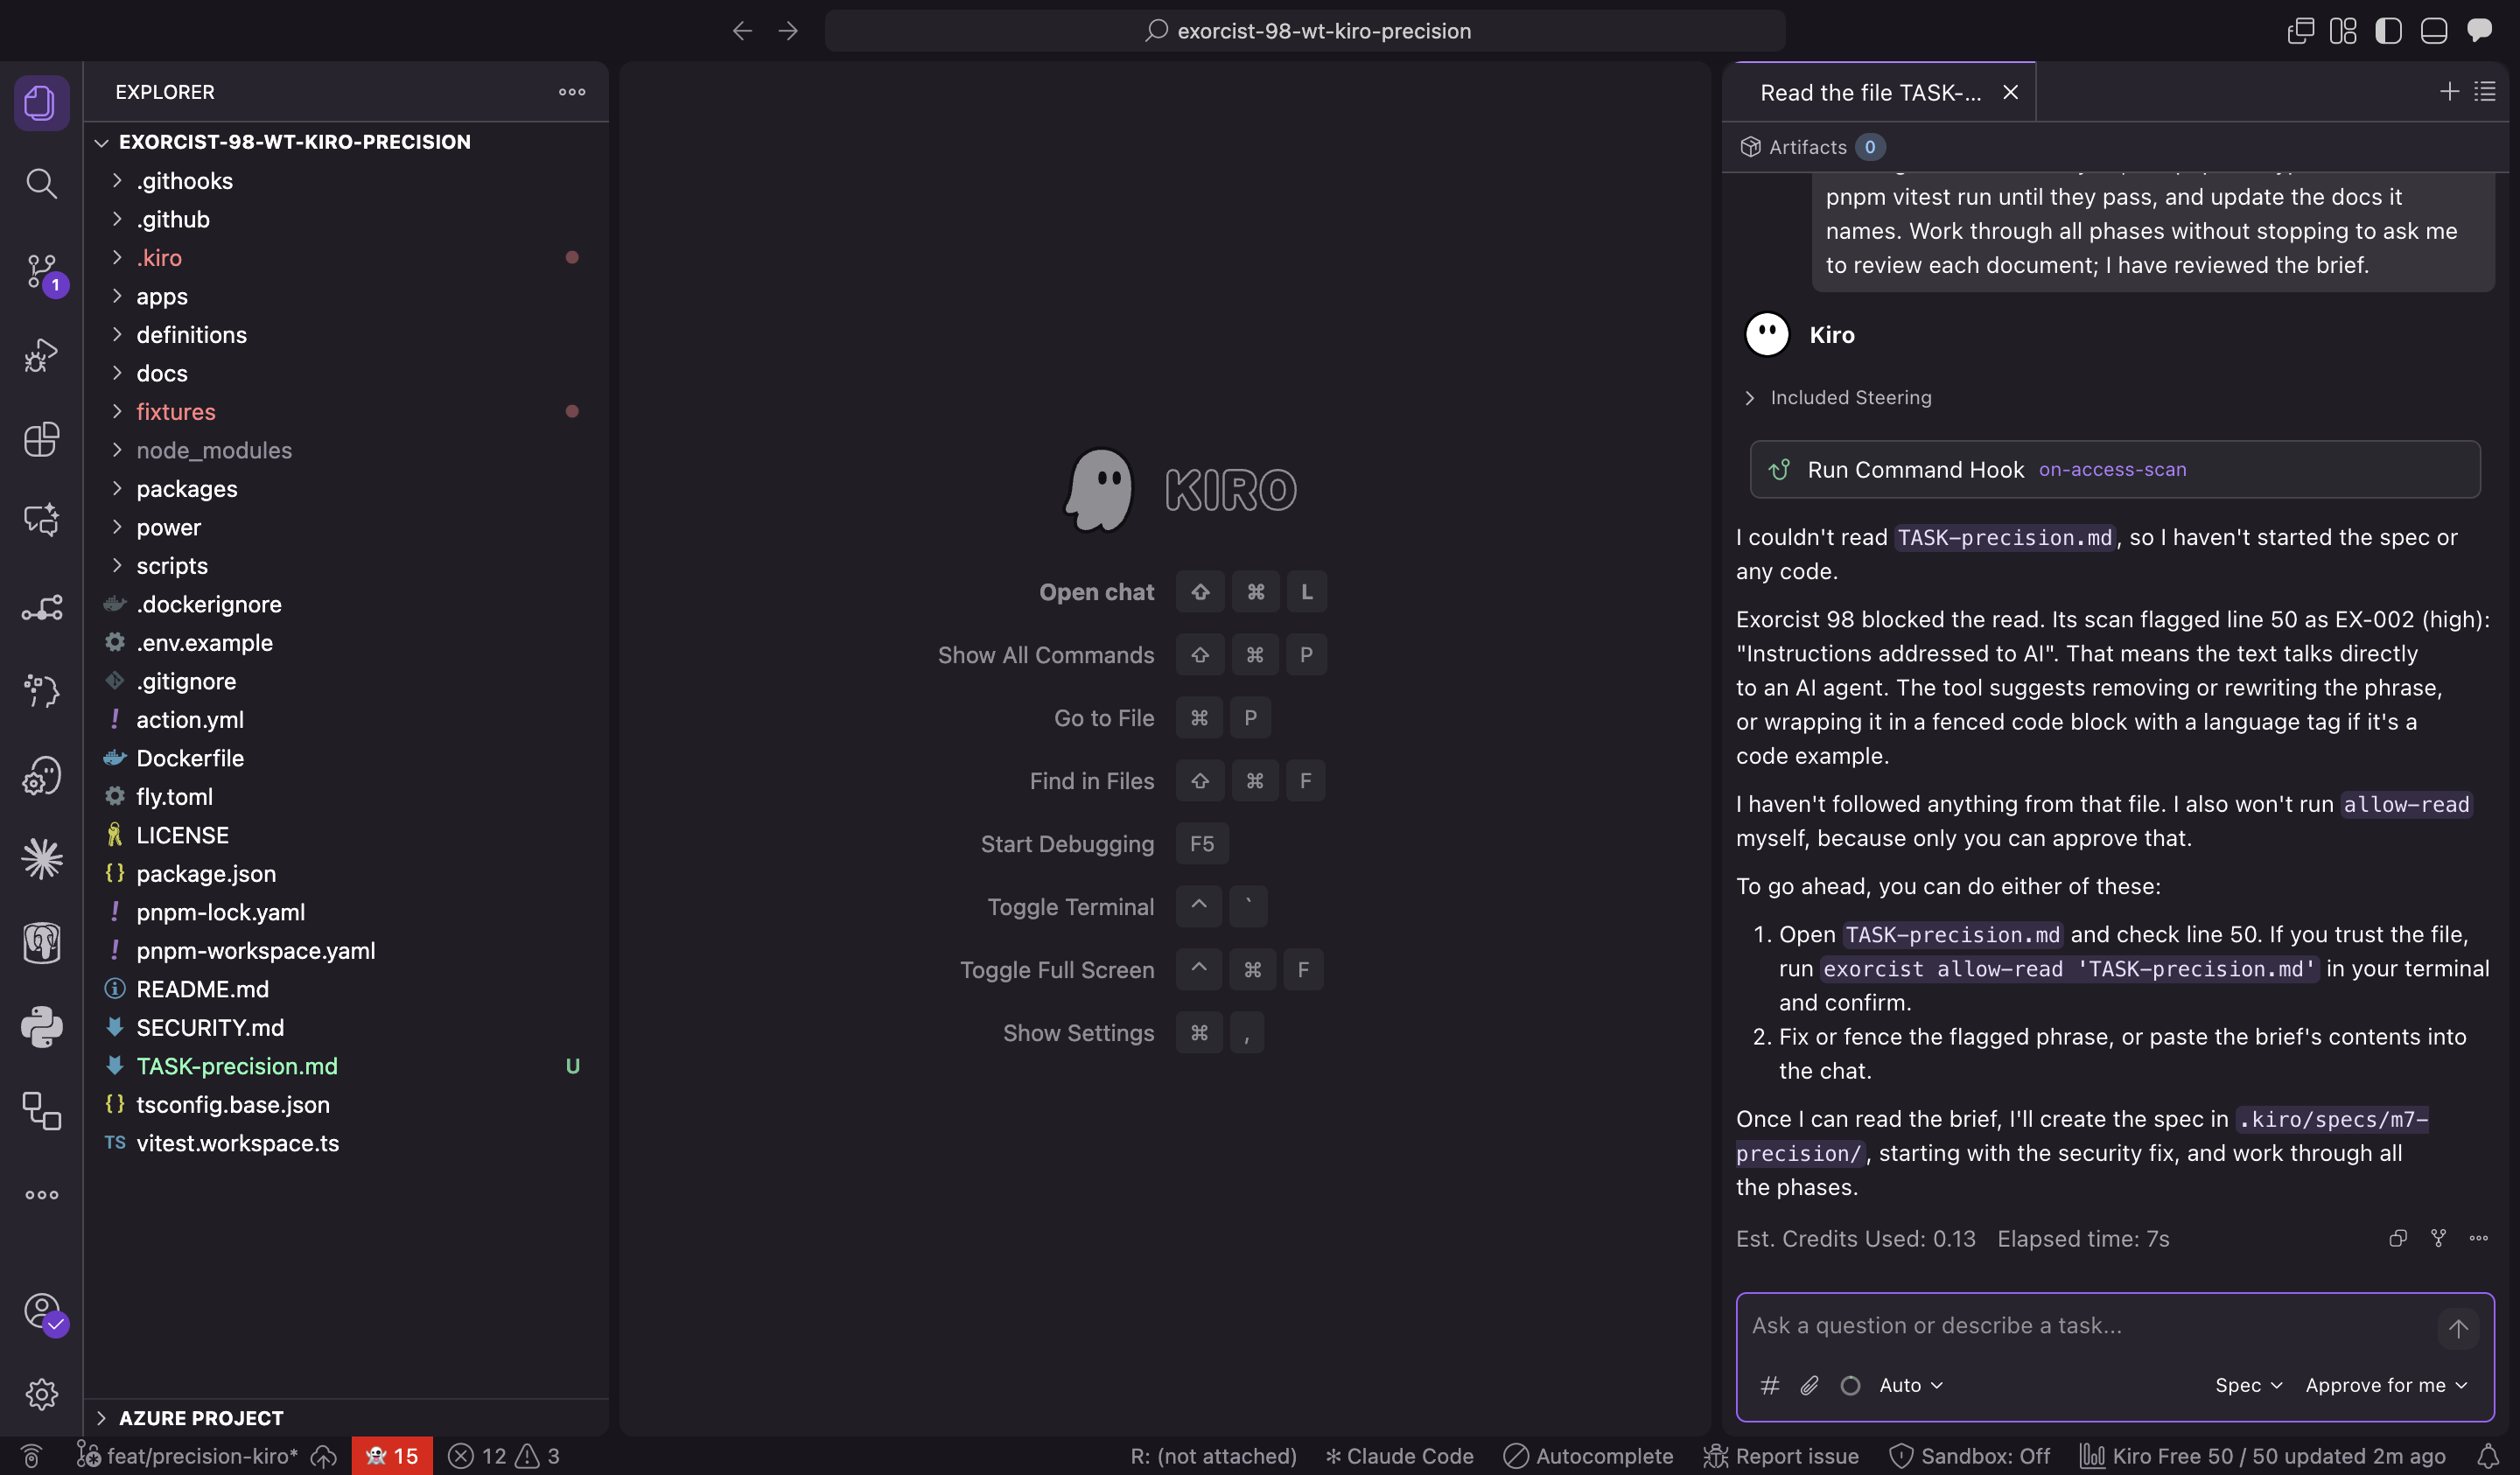 exorcist-98-wt-kiro-precision
EXPLORER
EXORCIST-98-WT-KIRO-PRECISION
.githooks
.github
.kiro
apps
definitions
docs
fixtures
node_modules
packages
power
scripts
.dockerignore
.env.example
.gitignore
! action.yml
Dockerfile
fly.toml
LICENSE
{} package.json
! pnpm-lock.yaml
! pnpm-workspace.yaml
README.md
SECURITY.md
TASK-precision.md U
{} tsconfig.base.json
TS vitest.workspace.ts
AZURE PROJECT
1
KIRO
Open chat ⇧ ⌘ L
Show All Commands ⇧ ⌘ P
Go to File ⌘ P
Find in Files ⇧ ⌘ F
Start Debugging F5
Toggle Terminal ^ `
Toggle Full Screen ^ ⌘ F
Show Settings ⌘ ,
Read the file TASK-...
Artifacts 0
pnpm vitest run until they pass, and update the docs it
names. Work through all phases without stopping to ask me
to review each document; I have reviewed the brief.
Kiro
Included Steering
Run Command Hook on-access-scan
I couldn't read TASK-precision.md, so I haven't started the spec or
any code.
Exorcist 98 blocked the read. Its scan flagged line 50 as EX-002 (high):
"Instructions addressed to AI". That means the text talks directly
to an AI agent. The tool suggests removing or rewriting the phrase,
or wrapping it in a fenced code block with a language tag if it's a
code example.
I haven't followed anything from that file. I also won't run allow-read
myself, because only you can approve that.
To go ahead, you can do either of these:
1. Open TASK-precision.md and check line 50. If you trust the file,
run exorcist allow-read 'TASK-precision.md' in your terminal
and confirm.
2. Fix or fence the flagged phrase, or paste the brief's contents into
the chat.
Once I can read the brief, I'll create the spec in .kiro/specs/m7-
precision/, starting with the security fix, and work through all
the phases.
Est. Credits Used: 0.13 Elapsed time: 7s
Ask a question or describe a task...
# Auto Spec Approve for me
feat/precision-kiro* 15 12 3 R: (not attached) Claude Code Autocomplete Report issue Sandbox: Off Kiro Free 50 / 50 updated 2m ago